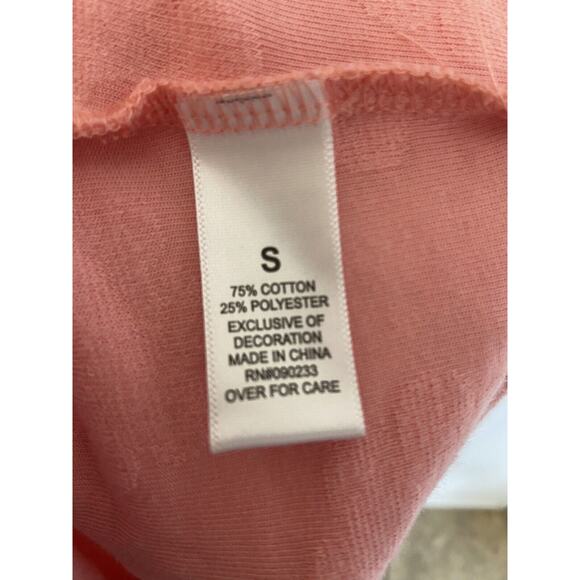 S
75% COTTON
25% POLYESTER
EXCLUSIVE OF
DECORATION
MADE IN CHINA
RN#090233
OVER FOR CARE